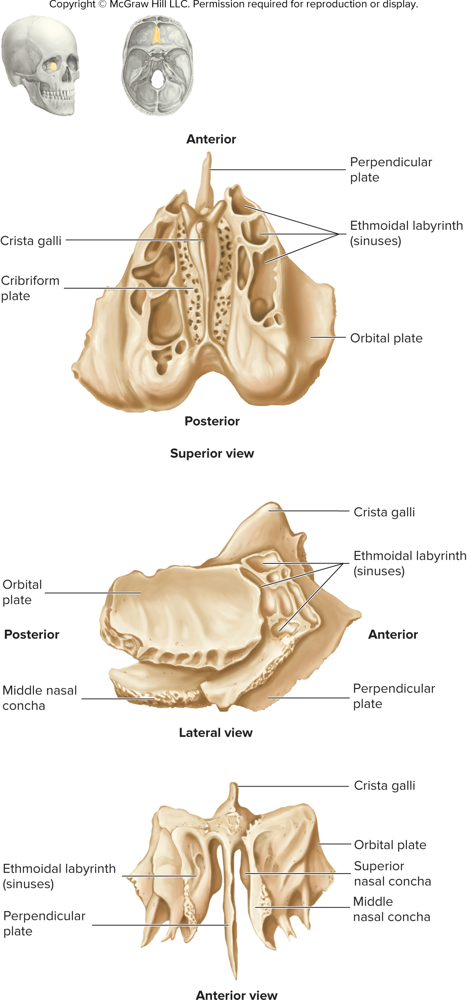 Copyright © McGraw Hill LLC. Permission required for reproduction or display.
Anterior
Perpendicular
plate
Ethmoidal labyrinth
(sinuses)
Crista galli
Cribriform
plate
Orbital plate
Posterior
Superior view
Crista galli
Ethmoidal labyrinth
(sinuses)
Orbital
plate
Posterior
Anterior
Middle nasal
concha
Perpendicular
plate
Lateral view
Crista galli
Orbital plate
Ethmoidal labyrinth
(sinuses)
Superior
nasal concha
Middle
nasal concha
Perpendicular
plate
Anterior view